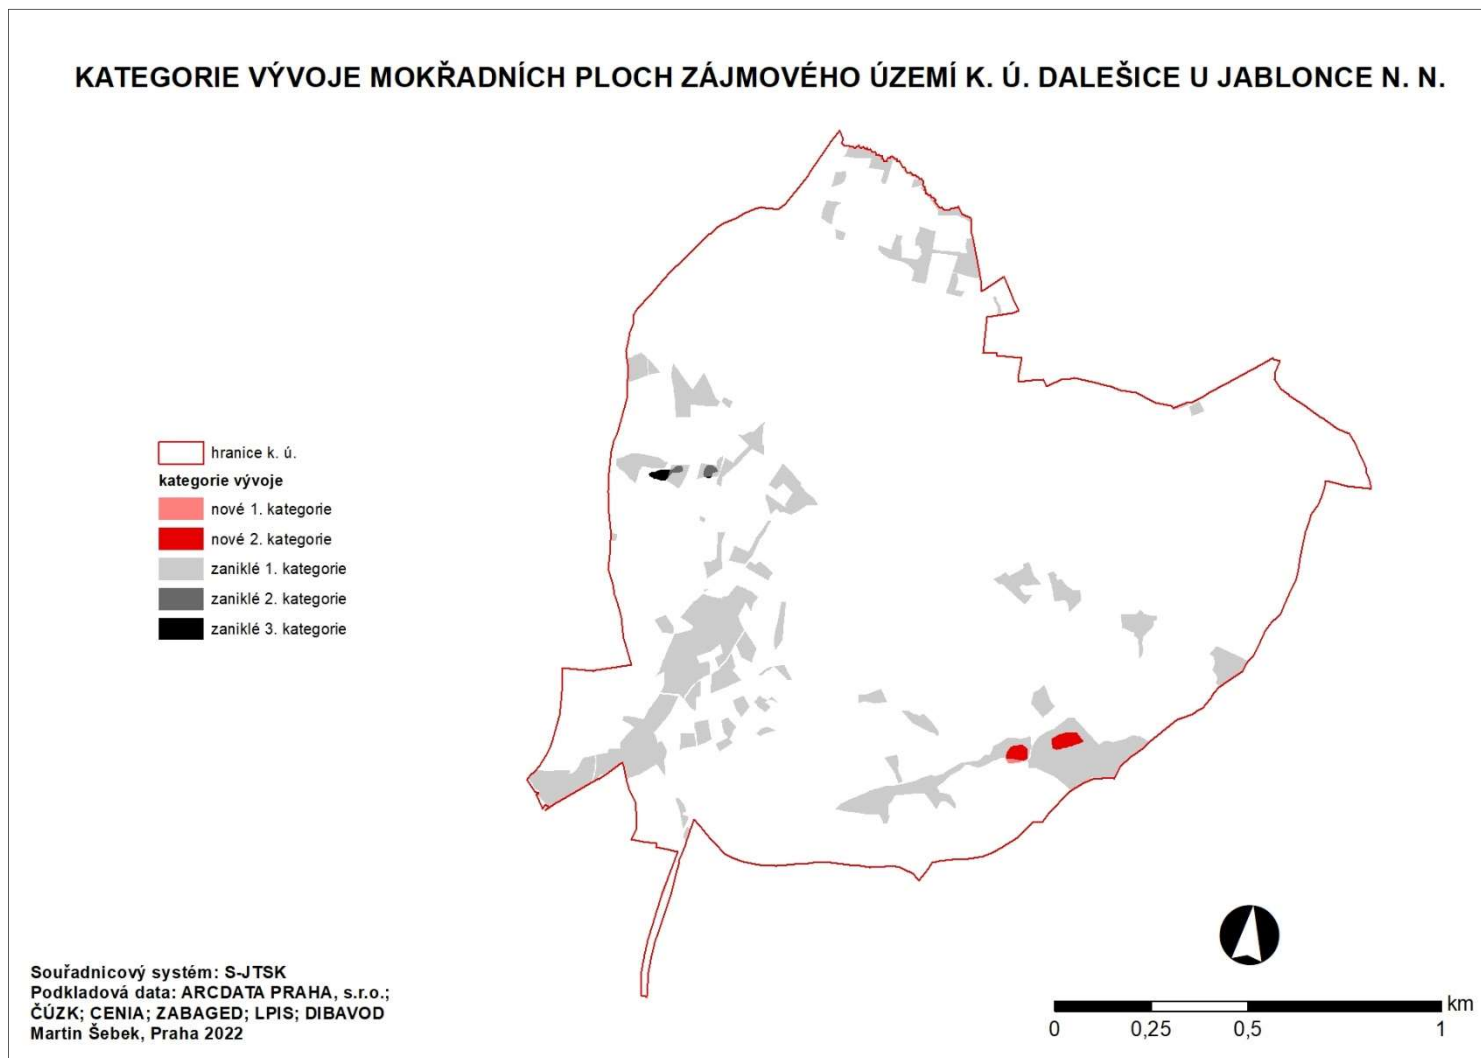 KATEGORIE VÝVOJE MOKŘADNÍCH PLOCH ZÁJMOVÉHO ÚZEMÍ K. Ú. DALEŠICE U JABLONCE N. N.
hranice k. ú.
kategorie vývoje
nové 1. kategorie
nové 2. kategorie
zaniklé 1. kategorie
zaniklé 2. kategorie
zaniklé 3. kategorie
Souřadnicový systém: S-JTSK
Podkladová data: ARCDATA PRAHA, s.r.o.;
ČÚZK; CENIA; ZABAGED; LPIS; DIBAVOD
Martin Šebek, Praha 2022
km
0 0,25 0,5 1